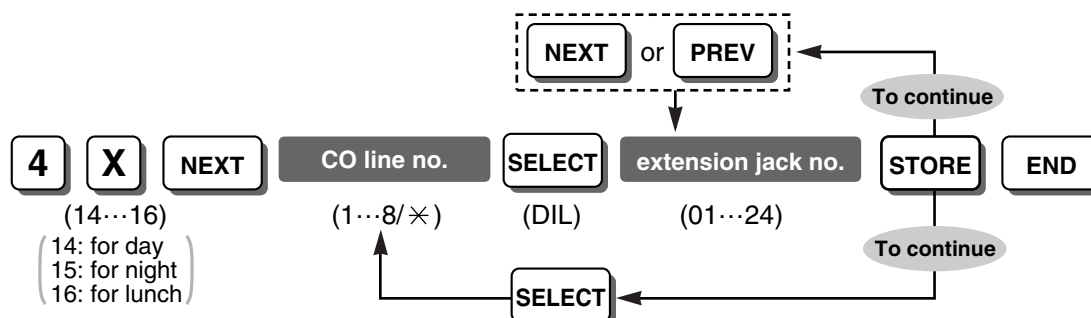 NEXT or PREV
To continue
4 X NEXT CO line no. SELECT extension jack no. STORE END
(14···16) (1···8/✳) (DIL) (01···24)
14: for day
15: for night
16: for lunch
To continue
SELECT